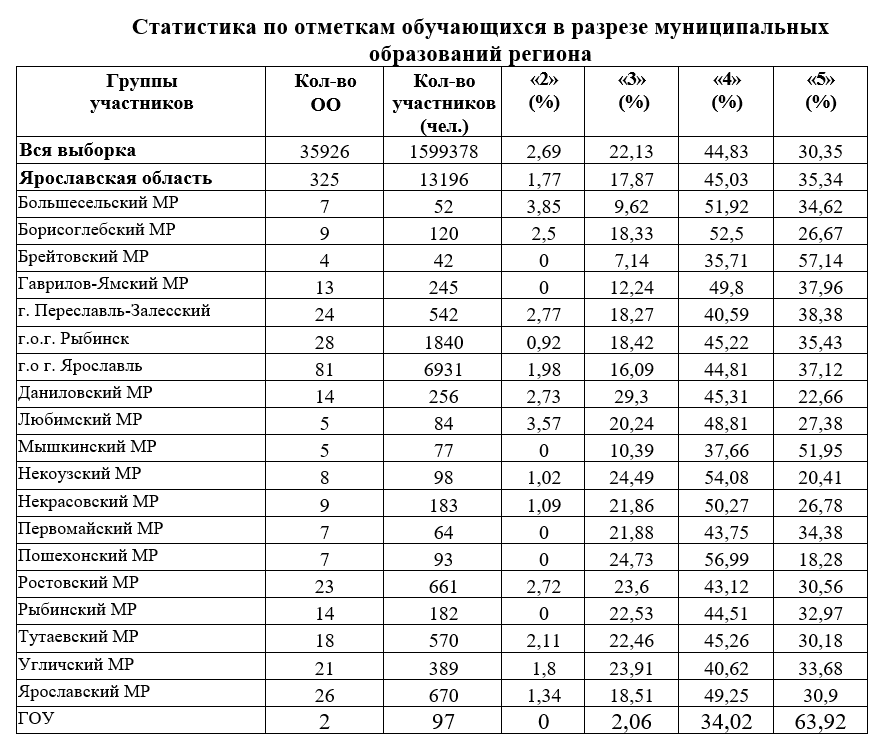 Статистика по отметкам обучающихся в разрезе муниципальных
образований региона
Группы участников Кол-во ОО Кол-во участников (чел.) «2» (%) «3» (%) «4» (%) «5» (%)
Вся выборка 35926 1599378 2,69 22,13 44,83 30,35
Ярославская область 325 13196 1,77 17,87 45,03 35,34
Большесельский МР 7 52 3,85 9,62 51,92 34,62
Борисоглебский МР 9 120 2,5 18,33 52,5 26,67
Брейтовский МР 4 42 0 7,14 35,71 57,14
Гаврилов-Ямский МР 13 245 0 12,24 49,8 37,96
г. Переславль-Залесский 24 542 2,77 18,27 40,59 38,38
г.о.г. Рыбинск 28 1840 0,92 18,42 45,22 35,43
г.о г. Ярославль 81 6931 1,98 16,09 44,81 37,12
Даниловский МР 14 256 2,73 29,3 45,31 22,66
Любимский МР 5 84 3,57 20,24 48,81 27,38
Мышкинский МР 5 77 0 10,39 37,66 51,95
Некоузский МР 8 98 1,02 24,49 54,08 20,41
Некрасовский МР 9 183 1,09 21,86 50,27 26,78
Первомайский МР 7 64 0 21,88 43,75 34,38
Пошехонский МР 7 93 0 24,73 56,99 18,28
Ростовский МР 23 661 2,72 23,6 43,12 30,56
Рыбинский МР 14 182 0 22,53 44,51 32,97
Тутаевский МР 18 570 2,11 22,46 45,26 30,18
Угличский МР 21 389 1,8 23,91 40,62 33,68
Ярославский МР 26 670 1,34 18,51 49,25 30,9
ГОУ 2 97 0 2,06 34,02 63,92